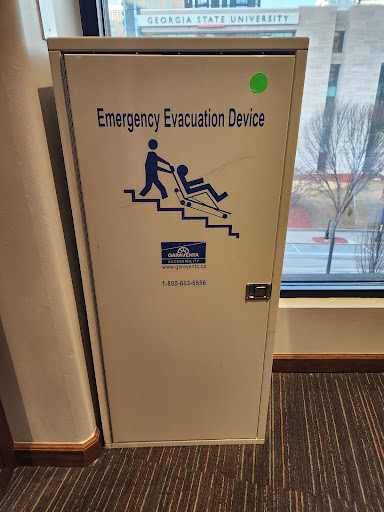 GEORGIA STATE UNIVERSITY
Emergency Evacuation Device
GARAVENTA
ACCESSIBILITY
www.garaventa.ca
1-800-663-6556